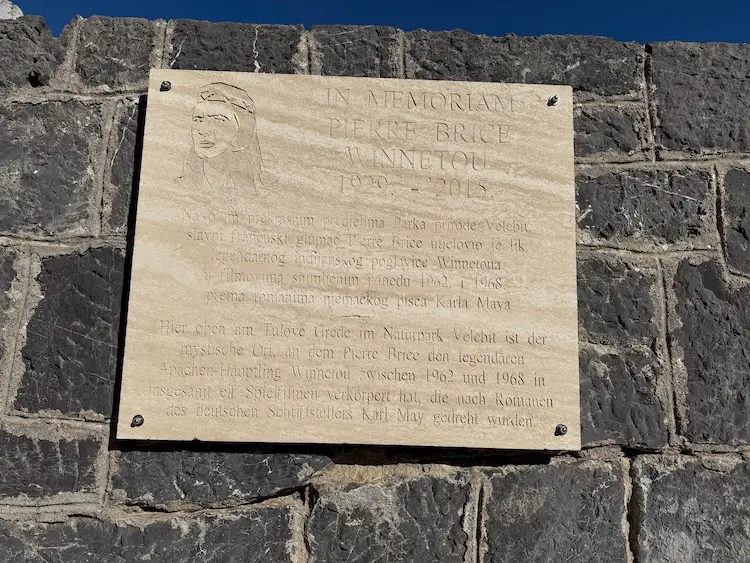 IN MEMORIAM
PIERRE BRICE
WINNETOU
1929. - 2015.
Na ovim prekrasnim predjelima Parka prirode Velebit,
slavni francuski glumac Pierre Brice utjelovio je lik
legendarnog indijanskog poglavice Winnetoua
u filmovima snimljenim između 1962. i 1968.
prema romanima njemačkog pisca Karla Maya
Hier oben am Tulove Grede im Naturpark Velebit ist der
mystische Ort, an dem Pierre Brice den legendären
Apachen-Häuptling Winnetou zwischen 1962 und 1968 in
insgesamt elf Spielfilmen verkörpert hat, die nach Romanen
des deutschen Schriftstellers Karl May gedreht wurden.